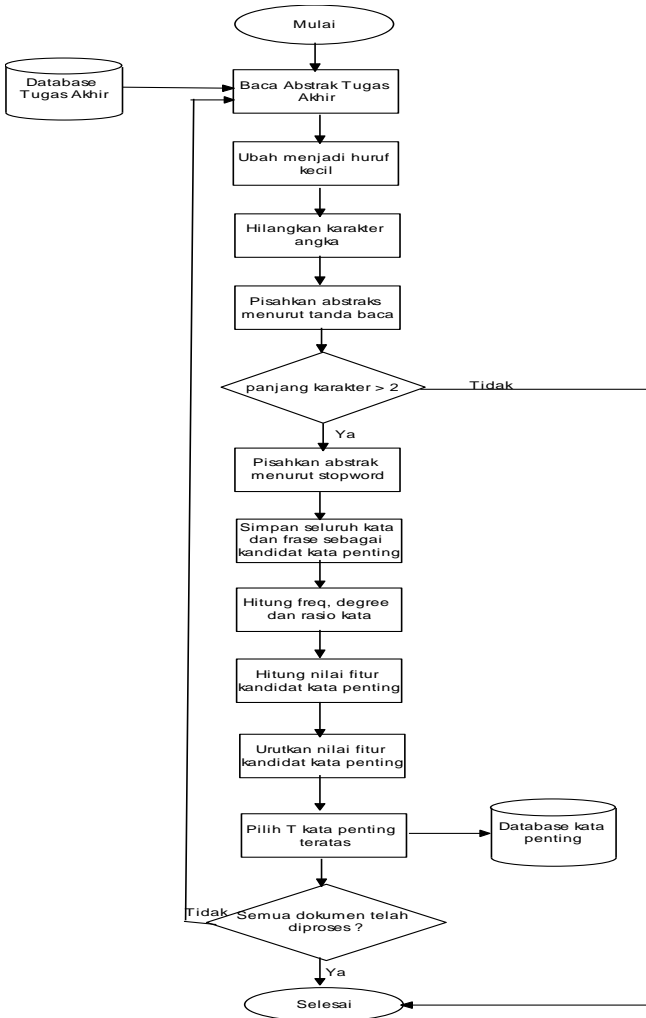 Mulai
Database
Tugas Akhir
Baca Abstrak Tugas
Akhir
Ubah menjadi huruf
kecil
Hilangkan karakter
angka
Pisahkan abstraks
menurut tanda baca
panjang karakter > 2
Tidak
Ya
Pisahkan abstrak
menurut stopword
Simpan seluruh kata
dan frase sebagai
kandidat kata penting
Hitung freq, degree
dan rasio kata
Hitung nilai fitur
kandidat kata penting
Urutkan nilai fitur
kandidat kata penting
Pilih T kata penting
teratas
Database kata
penting
Tidak
Semua dokumen telah
diproses ?
Ya
Selesai